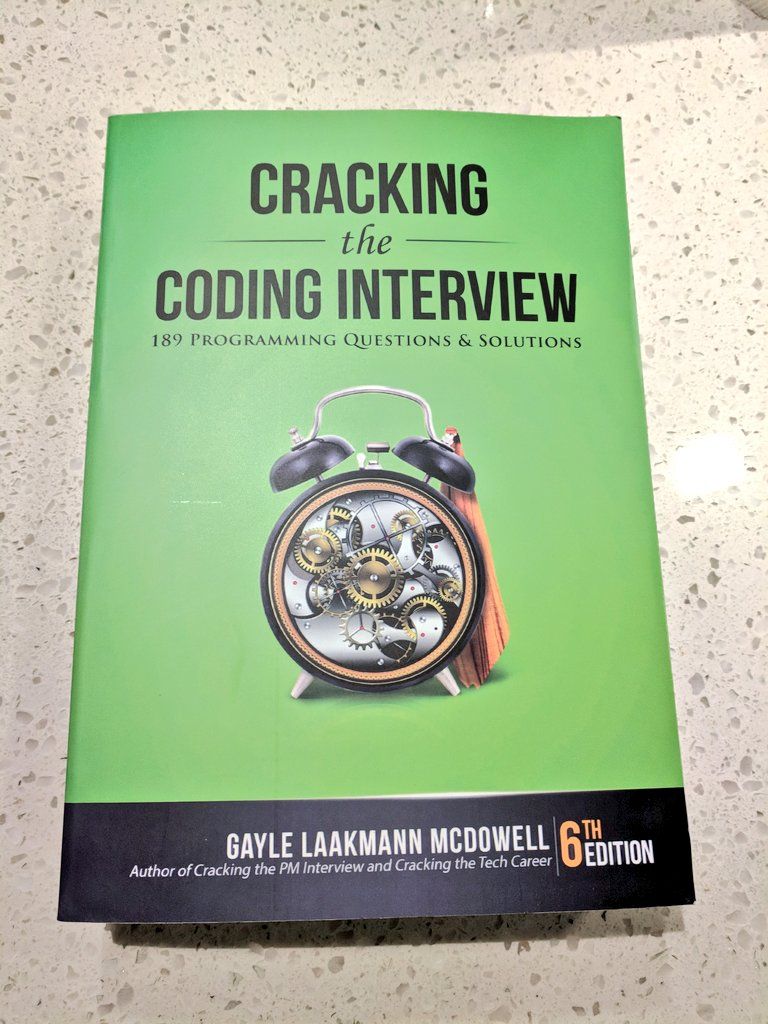 CRACKING
the
CODING INTERVIEW
189 PROGRAMMING QUESTIONS & SOLUTIONS
GAYLE LAAKMANN MCDOWELL
Author of Cracking the PM Interview and Cracking the Tech Career
6TH
EDITION